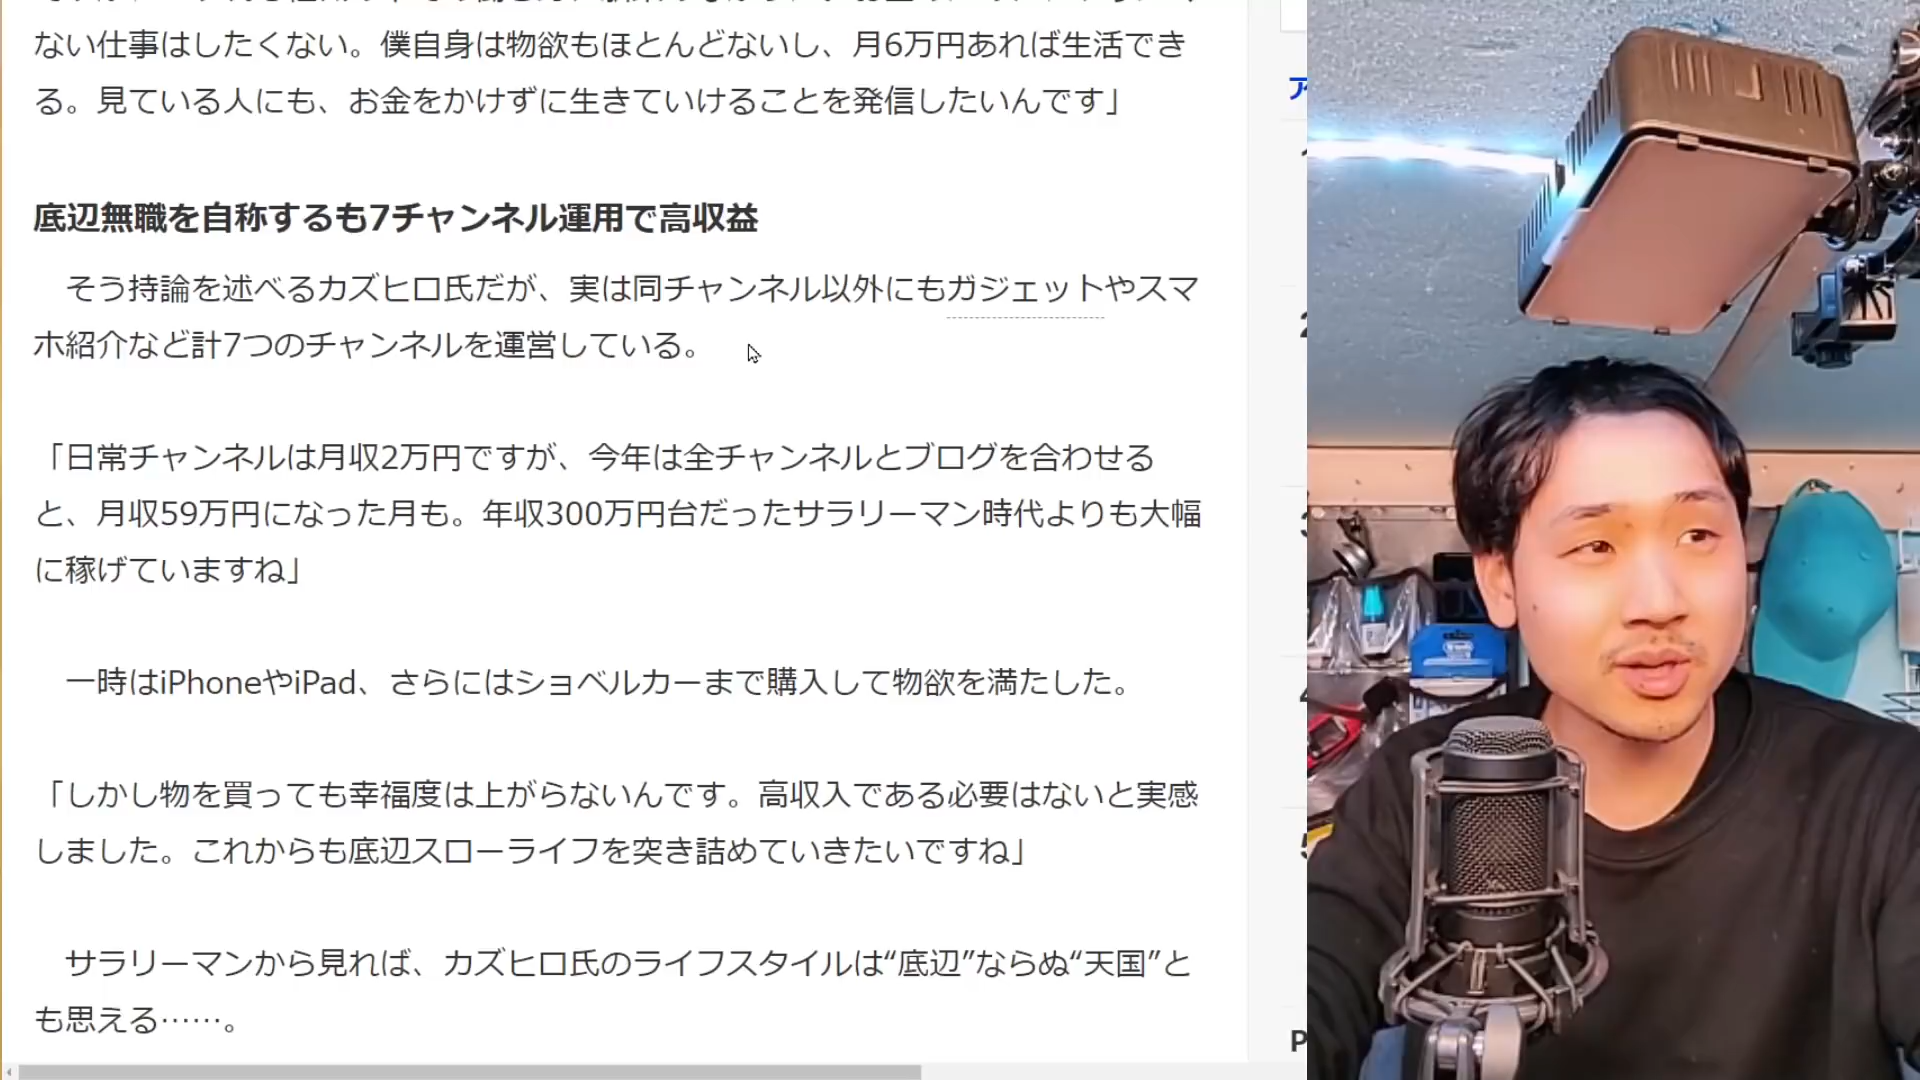 ない仕事はしたくない。僕自身は物欲もほとんどないし、月6万円あれば生活でき
る。見ている人にも、お金をかけずに生きていけることを発信したいんです」
底辺無職を自称するも7チャンネル運用で高収益
そう持論を述べるカズヒロ氏だが、実は同チャンネル以外にもガジェットやスマ
ホ紹介など計7つのチャンネルを運営している。
「日常チャンネルは月収2万円ですが、今年は全チャンネルとブログを合わせる
と、月収59万円になった月も。年収300万円台だったサラリーマン時代よりも大幅
に稼げていますね」
一時はiPhoneやiPad、さらにはショベルカーまで購入して物欲を満たした。
「しかし物を買っても幸福度は上がらないんです。高収入である必要はないと実感
しました。これからも底辺スローライフを突き詰めていきたいですね」
サラリーマンから見れば、カズヒロ氏のライフスタイルは“底辺”ならぬ“天国”と
も思える……。
P